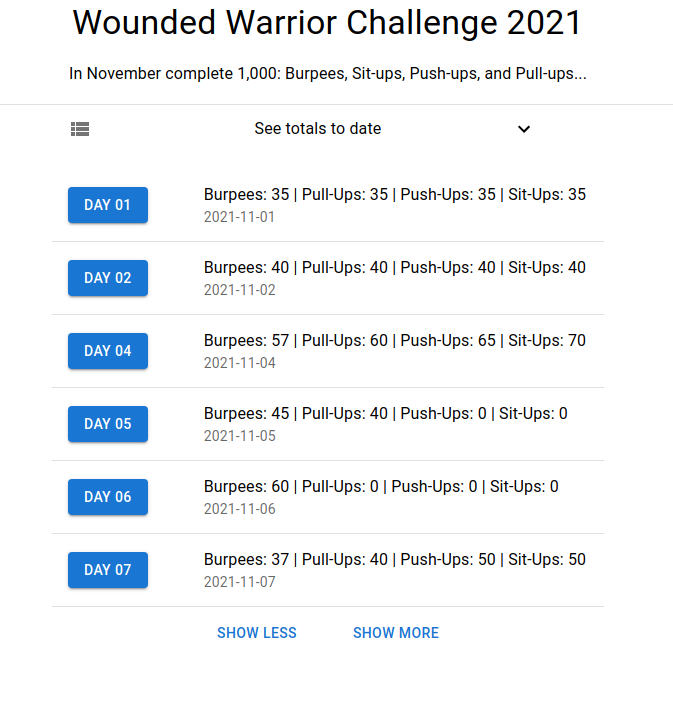 Wounded Warrior Challenge 2021
In November complete 1,000: Burpees, Sit-ups, Push-ups, and Pull-ups...
See totals to date
DAY 01
Burpees: 35 | Pull-Ups: 35 | Push-Ups: 35 | Sit-Ups: 35
2021-11-01
DAY 02
Burpees: 40 | Pull-Ups: 40 | Push-Ups: 40 | Sit-Ups: 40
2021-11-02
DAY 04
Burpees: 57 | Pull-Ups: 60 | Push-Ups: 65 | Sit-Ups: 70
2021-11-04
DAY 05
Burpees: 45 | Pull-Ups: 40 | Push-Ups: 0 | Sit-Ups: 0
2021-11-05
DAY 06
Burpees: 60 | Pull-Ups: 0 | Push-Ups: 0 | Sit-Ups: 0
2021-11-06
DAY 07
Burpees: 37 | Pull-Ups: 40 | Push-Ups: 50 | Sit-Ups: 50
2021-11-07
SHOW LESS SHOW MORE